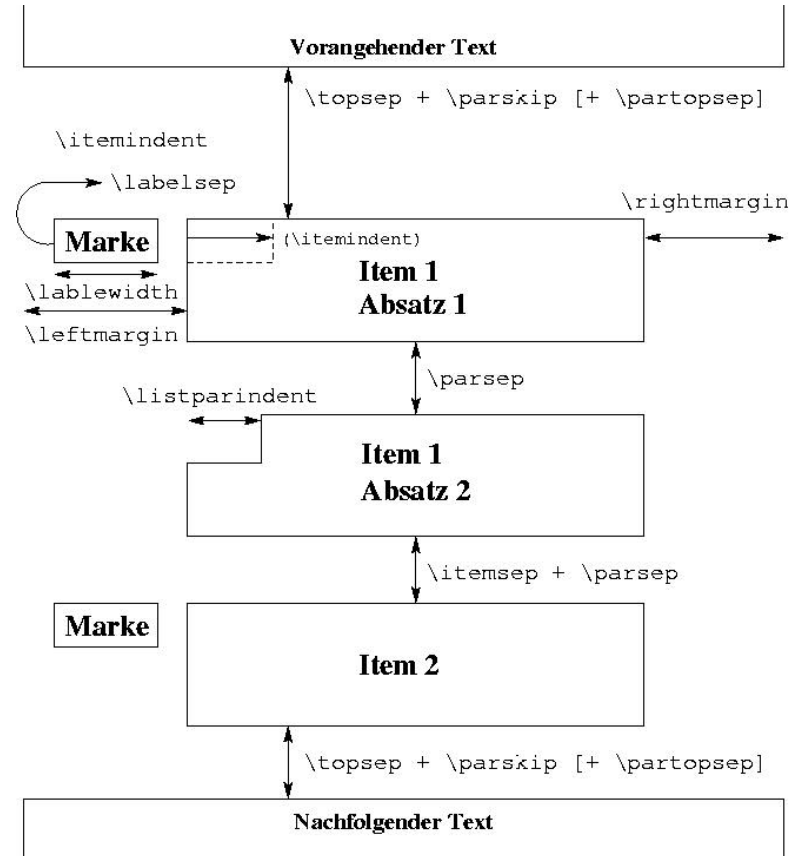 Vorangehender Text
\topsep + \parskip [+ \partopsep]
\itemindent
\labelsep
\rightmargin
Marke
(\itemindent)
Item 1
Absatz 1
\lablewidth
\leftmargin
\parsep
\listparindent
Item 1
Absatz 2
\itemsep + \parsep
Marke
Item 2
\topsep + \parskip [+ \partopsep]
Nachfolgender Text